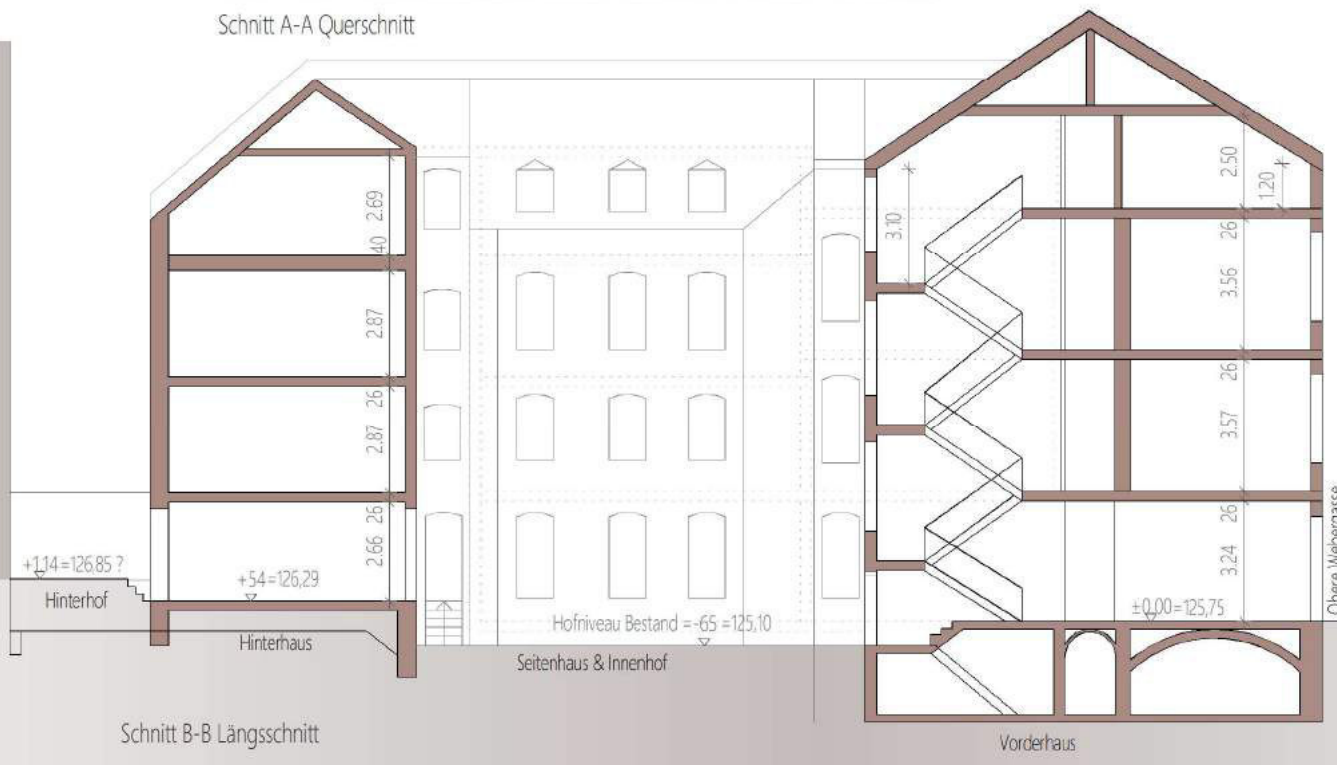 Schnitt A-A Querschnitt
2.69
40
2.87
26
2.87
26
2.66
+1,14=126,85 ?
Hinterhof
+54=126,29
Hinterhaus
Hofniveau Bestand =-65 =125,10
Seitenhaus & Innenhof
3.10
2.50
1.20
26
3.56
26
3.57
26
3.24
±0,00=125,75
Obere Webergasse
Vorderhaus
Schnitt B-B Längsschnitt